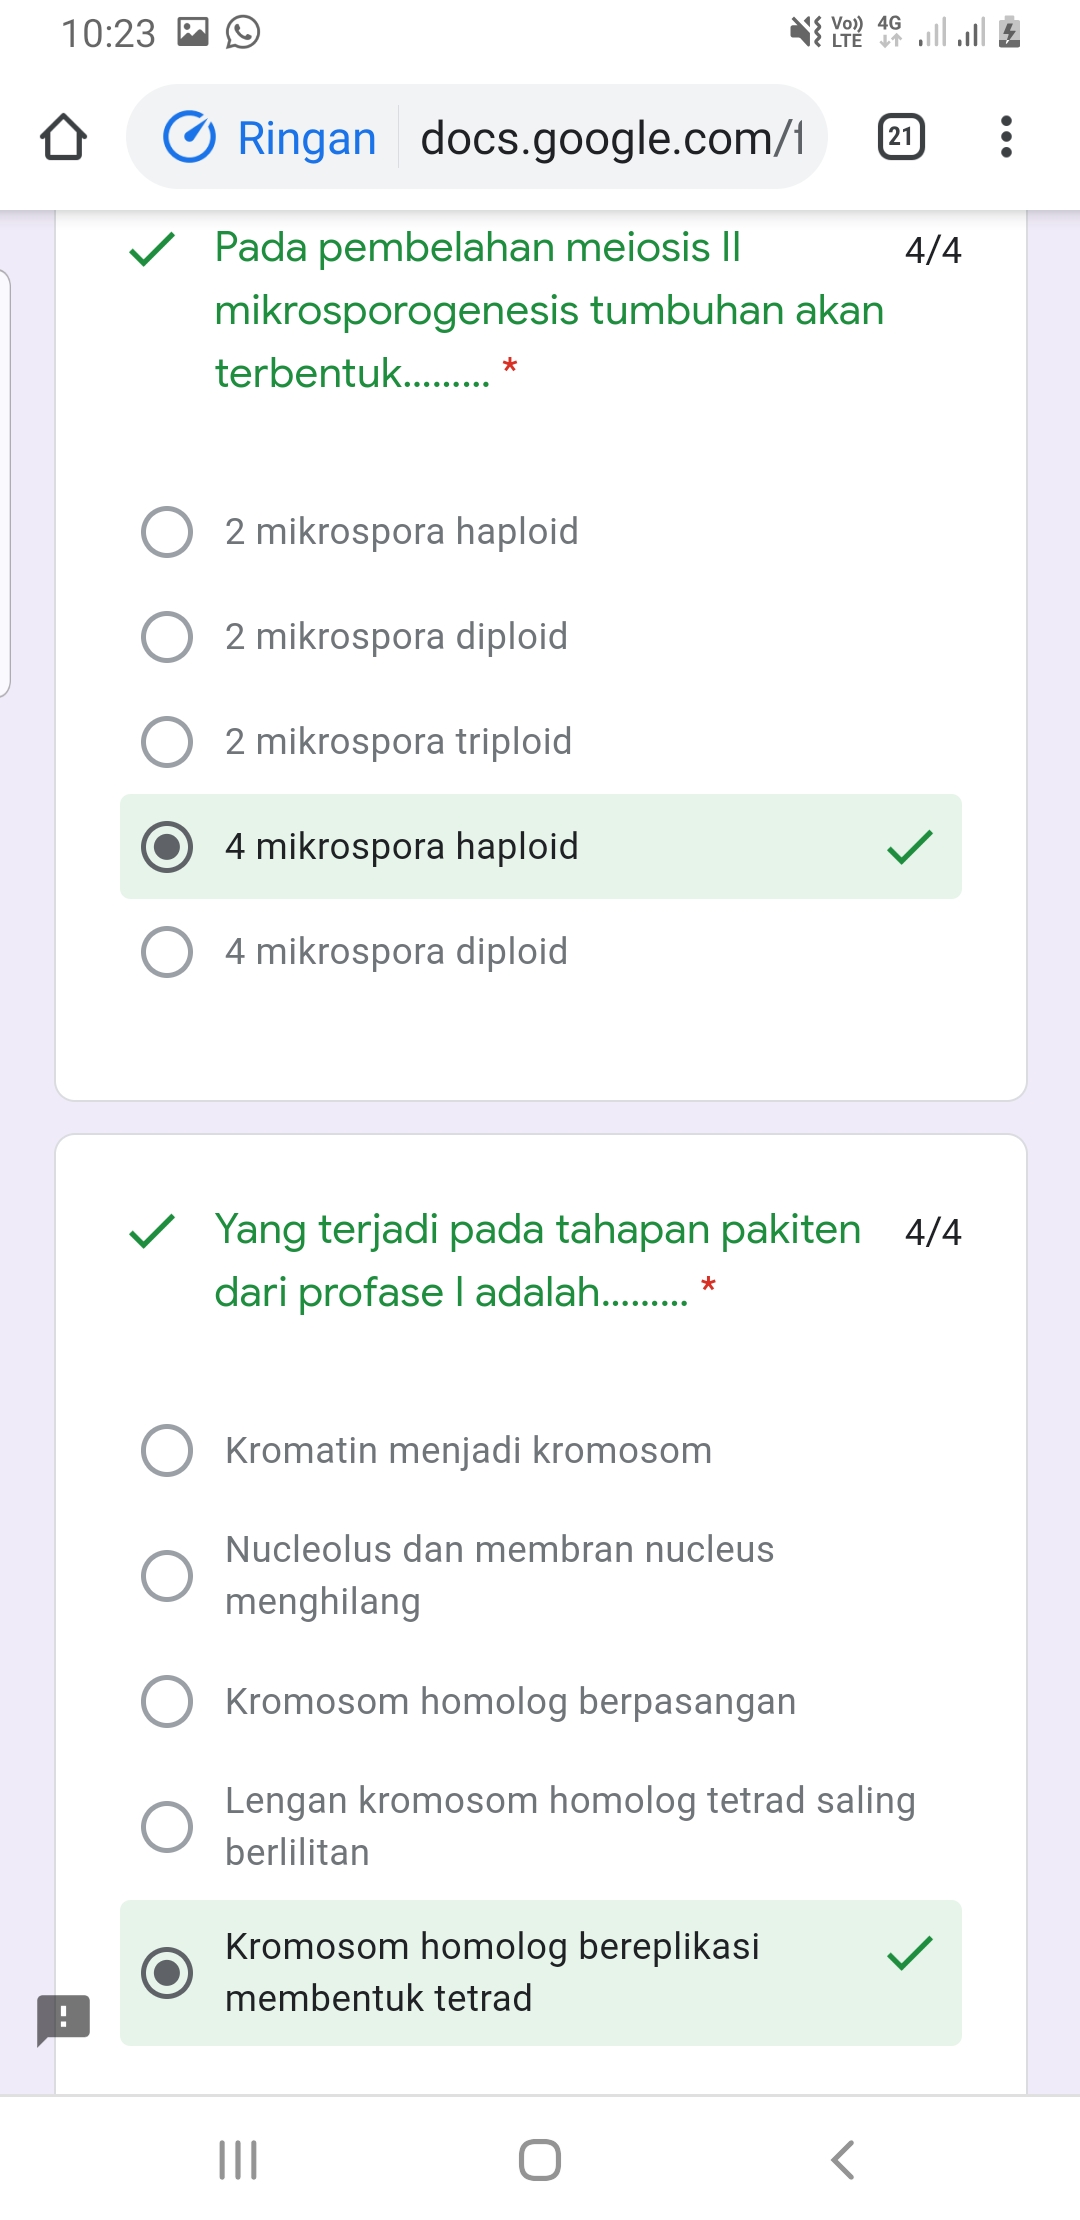 10:23
Vo)) LTE 4G
Ringan docs.google.com/f 21
Pada pembelahan meiosis II 4/4
mikrosporogenesis tumbuhan akan
terbentuk......... *
2 mikrospora haploid
2 mikrospora diploid
2 mikrospora triploid
4 mikrospora haploid
4 mikrospora diploid
Yang terjadi pada tahapan pakiten 4/4
dari profase I adalah......... *
Kromatin menjadi kromosom
Nucleolus dan membran nucleus
menghilang
Kromosom homolog berpasangan
Lengan kromosom homolog tetrad saling
berlilitan
Kromosom homolog bereplikasi
membentuk tetrad